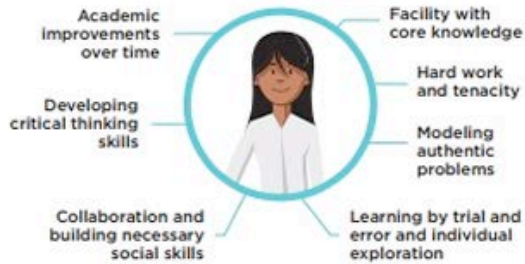 Academic
improvements
over time
Developing
critical thinking
skills
Collaboration and
building necessary
social skills
Facility with
core knowledge
Hard work
and tenacity
Modeling
authentic
problems
Learning by trial and
error and individual
exploration